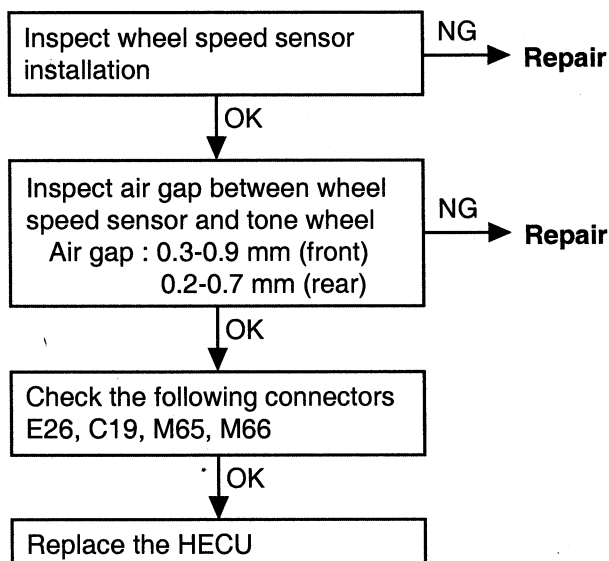 Inspect wheel speed sensor
installation
NG
Repair
OK
Inspect air gap between wheel
speed sensor and tone wheel
Air gap : 0.3-0.9 mm (front)
0.2-0.7 mm (rear)
NG
Repair
OK
Check the following connectors
E26, C19, M65, M66
OK
Replace the HECU